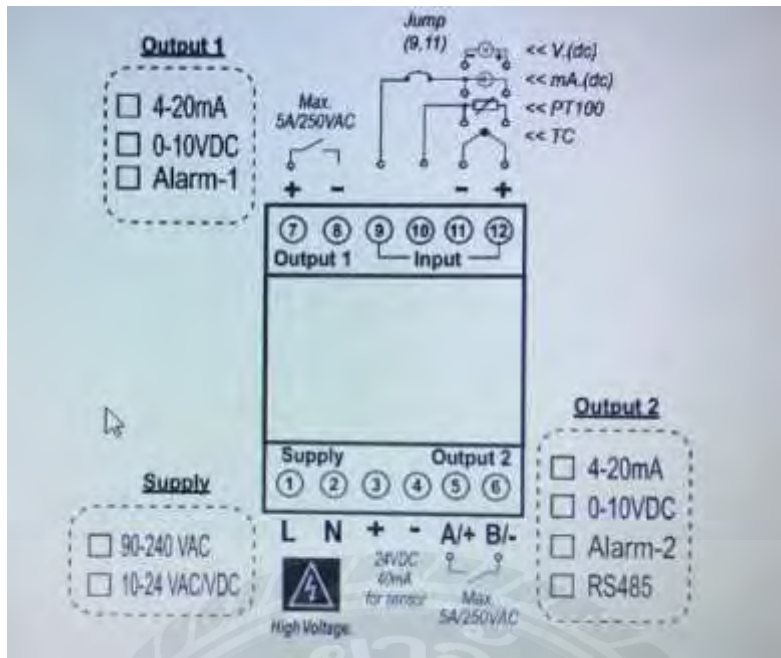 Output 1
4-20mA
0-10VDC
Alarm-1
Max.
5A/250VAC
+ -
Jump
(9,11)
<< V.(dc)
<< mA.(dc)
<< PT100
<< TC
- +
7 8 9 10 11 12
Output 1 Input
Supply Output 2
1 2 3 4 5 6
L N + - A/+ B/-
High Voltage
24VDC
40mA
for sensor
Max.
5A/250VAC
Supply
90-240 VAC
10-24 VAC/VDC
Output 2
4-20mA
0-10VDC
Alarm-2
RS485